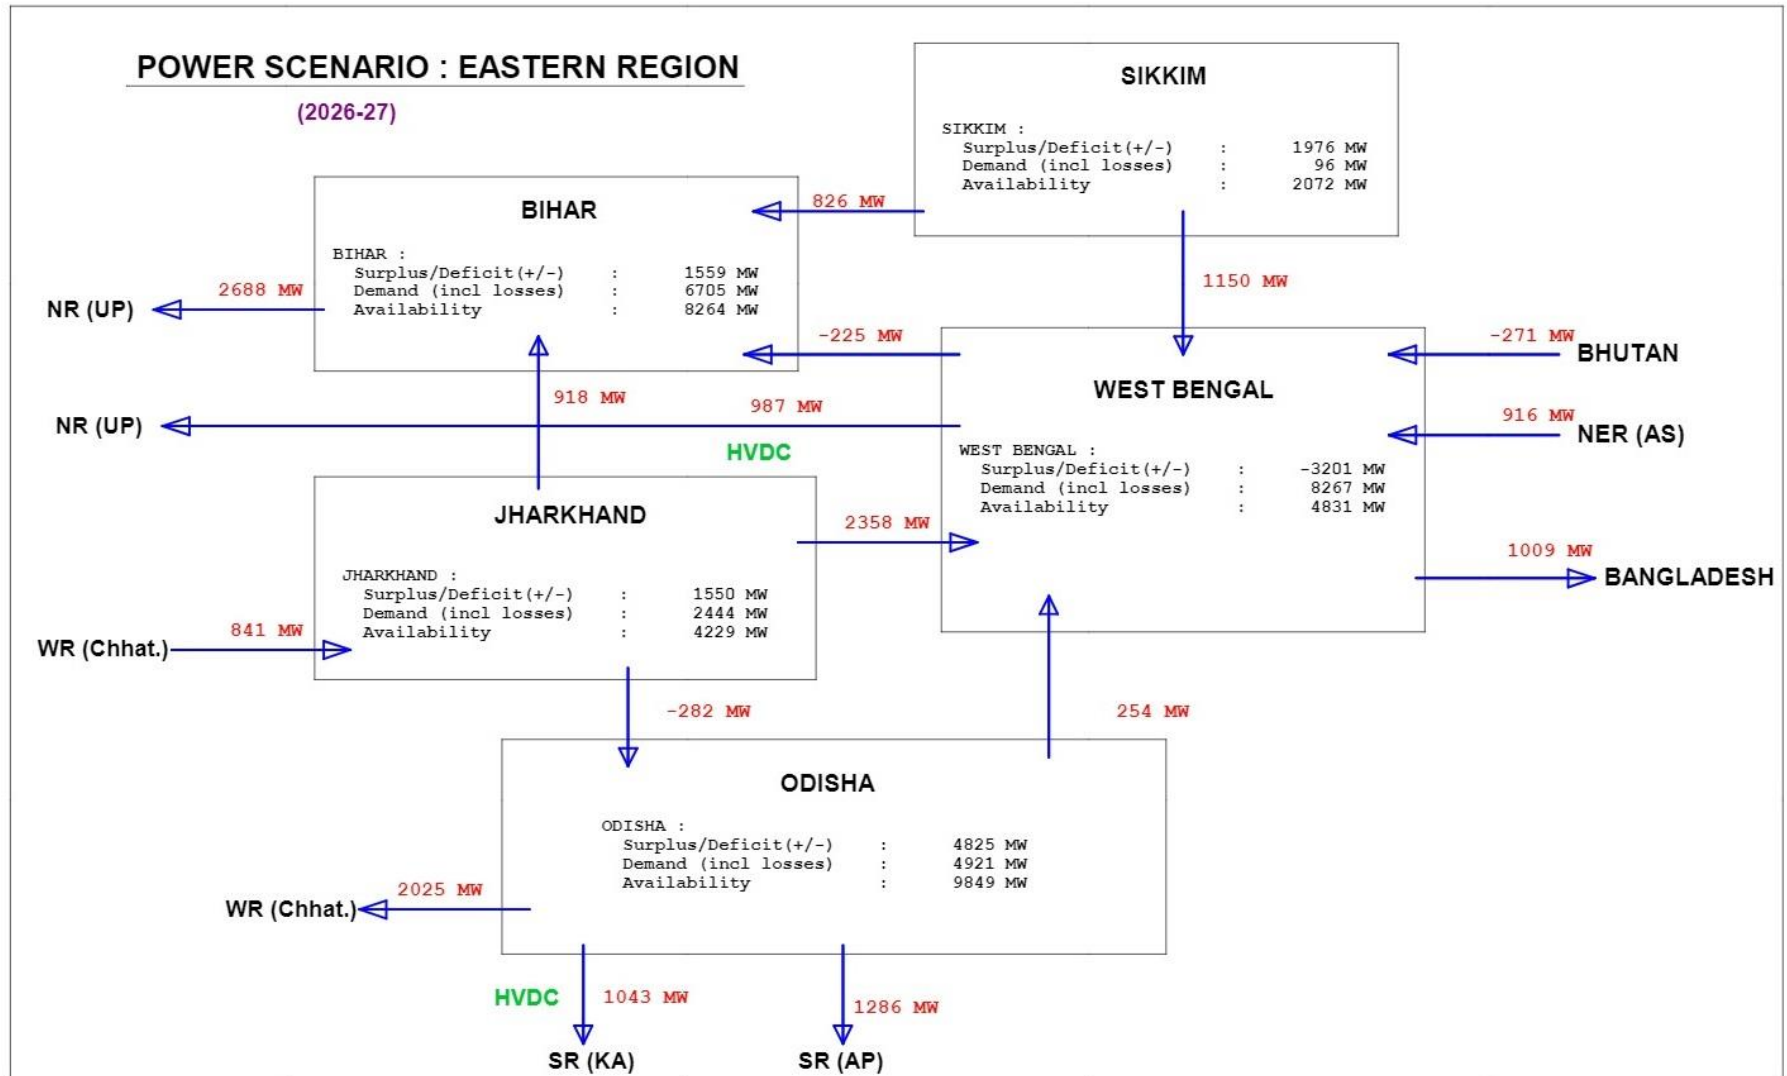 POWER SCENARIO : EASTERN REGION
(2026-27)
SIKKIM
SIKKIM :
Surplus/Deficit(+/-) : 1976 MW
Demand (incl losses) : 96 MW
Availability : 2072 MW
826 MW
1150 MW
BIHAR
BIHAR :
Surplus/Deficit(+/-) : 1559 MW
Demand (incl losses) : 6705 MW
Availability : 8264 MW
2688 MW
NR (UP)
-225 MW
-271 MW
BHUTAN
918 MW
987 MW
NR (UP)
HVDC
916 MW
NER (AS)
WEST BENGAL
WEST BENGAL :
Surplus/Deficit(+/-) : -3201 MW
Demand (incl losses) : 8267 MW
Availability : 4831 MW
2358 MW
1009 MW
BANGLADESH
JHARKHAND
JHARKHAND :
Surplus/Deficit(+/-) : 1550 MW
Demand (incl losses) : 2444 MW
Availability : 4229 MW
841 MW
WR (Chhat.)
-282 MW
254 MW
ODISHA
ODISHA :
Surplus/Deficit(+/-) : 4825 MW
Demand (incl losses) : 4921 MW
Availability : 9849 MW
2025 MW
WR (Chhat.)
HVDC
1043 MW
1286 MW
SR (KA)
SR (AP)